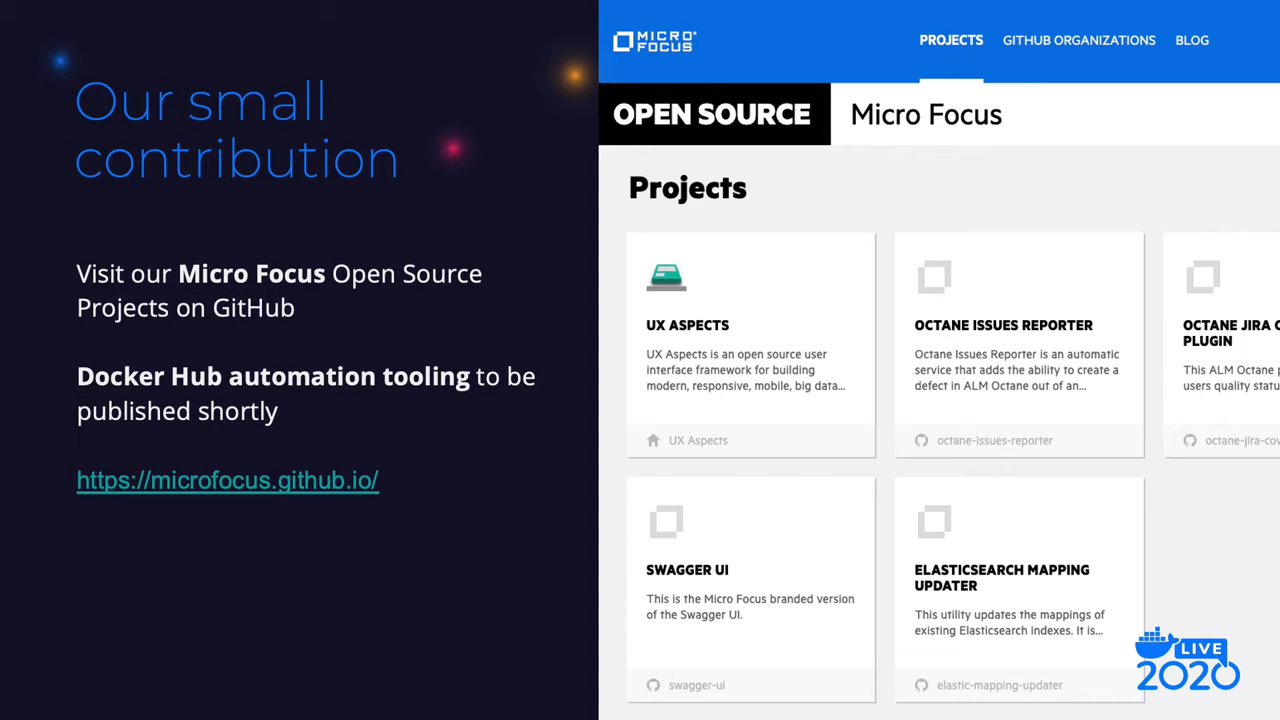 Our small
contribution
Visit our Micro Focus Open Source
Projects on GitHub
Docker Hub automation tooling to be
published shortly
https://microfocus.github.io/
MICRO
FOCUS
PROJECTS
GITHUB ORGANIZATIONS
BLOG
OPEN SOURCE
Micro Focus
Projects
UX ASPECTS
UX Aspects is an open source user
interface framework for building
modern, responsive, mobile, big data...
UX Aspects
OCTANE ISSUES REPORTER
Octane Issues Reporter is an automatic
service that adds the ability to create a
defect in ALM Octane out of an...
octane-issues-reporter
OCTANE JIRA
PLUGIN
This ALM Octane
users quality
octane-jira-
SWAGGER UI
This is the Micro Focus branded version
of the Swagger UI.
swagger-ui
ELASTICSEARCH MAPPING
UPDATER
This utility updates the mappings of
existing Elasticsearch indexes. It is...
elastic-mapping-updater
LIVE
2020